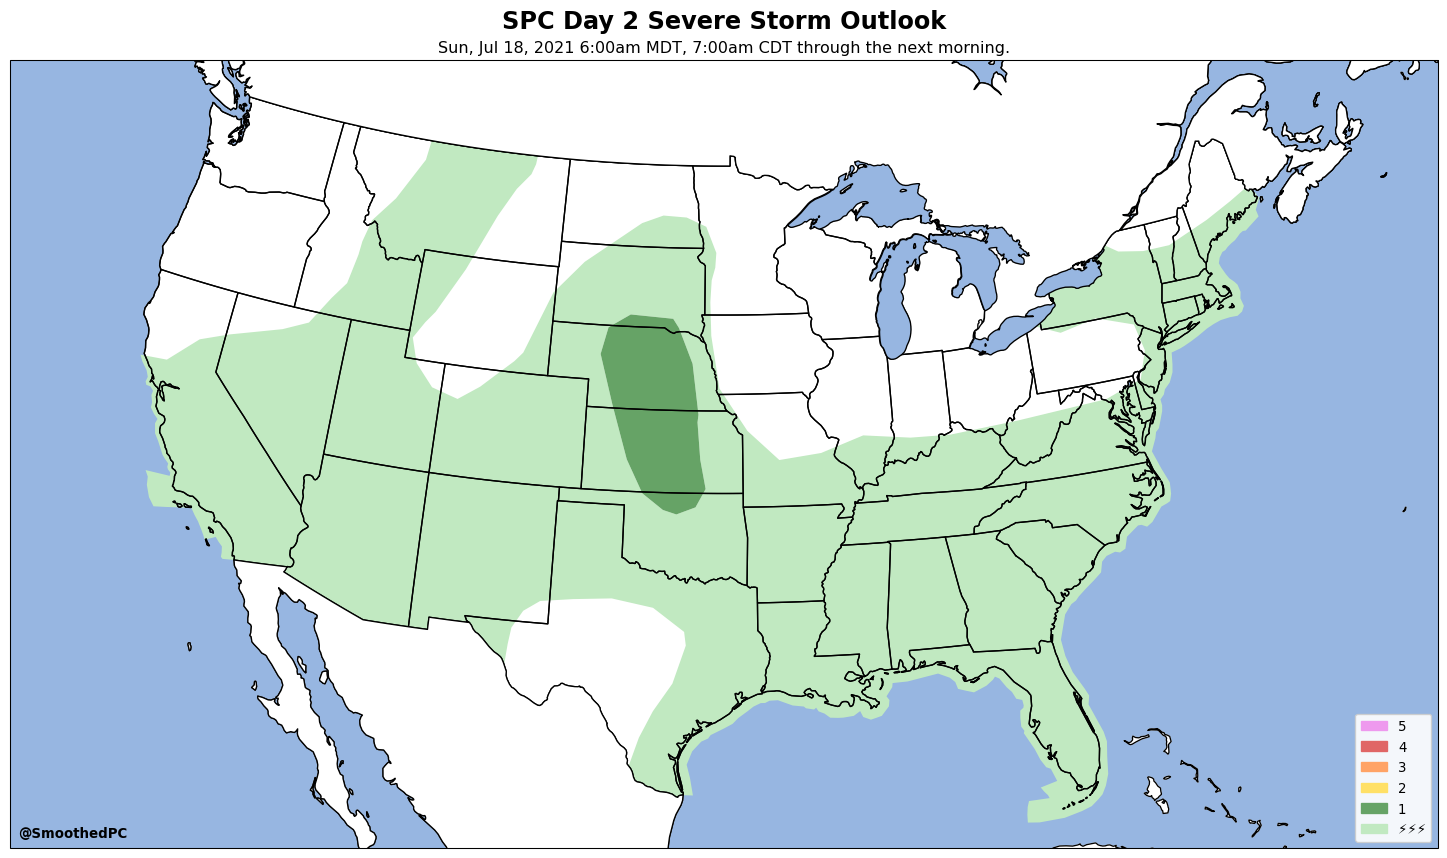 SPC Day 2 Severe Storm Outlook
Sun, Jul 18, 2021 6:00am MDT, 7:00am CDT through the next morning.
5
4
3
2
1
⚡⚡⚡
@SmoothedPC